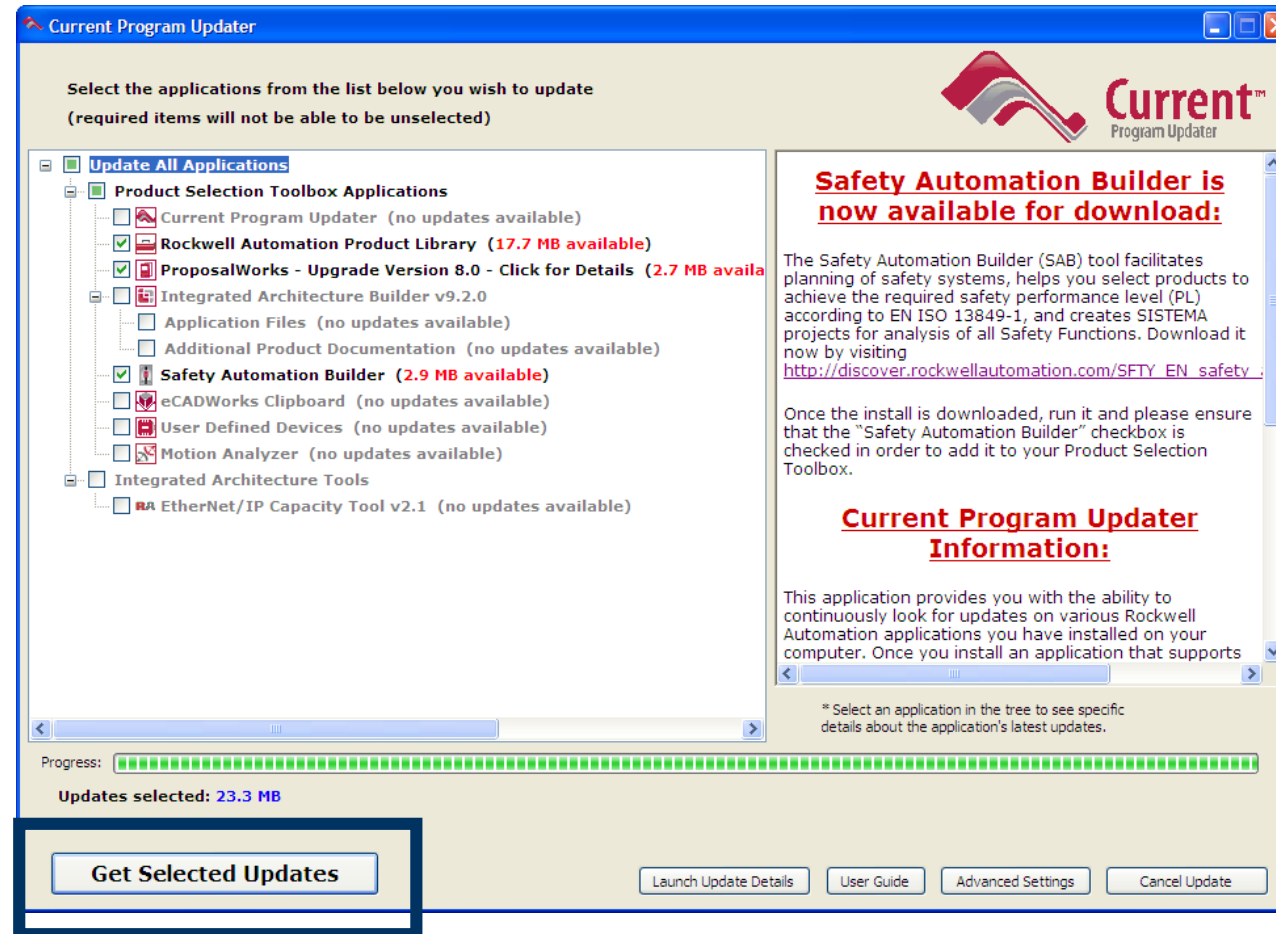 Current Program Updater
Select the applications from the list below you wish to update
(required items will not be able to be unselected)
Current™
Program Updater
Update All Applications
Product Selection Toolbox Applications
Current Program Updater (no updates available)
Rockwell Automation Product Library (17.7 MB available)
ProposalWorks - Upgrade Version 8.0 - Click for Details (2.7 MB availa
Integrated Architecture Builder v9.2.0
Application Files (no updates available)
Additional Product Documentation (no updates available)
Safety Automation Builder (2.9 MB available)
eCADWorks Clipboard (no updates available)
User Defined Devices (no updates available)
Motion Analyzer (no updates available)
Integrated Architecture Tools
RA EtherNet/IP Capacity Tool v2.1 (no updates available)
Safety Automation Builder is
now available for download:
The Safety Automation Builder (SAB) tool facilitates
planning of safety systems, helps you select products to
achieve the required safety performance level (PL)
according to EN ISO 13849-1, and creates SISTEMA
projects for analysis of all Safety Functions. Download it
now by visiting
http://discover.rockwellautomation.com/SFTY_EN_safety_
Once the install is downloaded, run it and please ensure
that the “Safety Automation Builder” checkbox is
checked in order to add it to your Product Selection
Toolbox.
Current Program Updater
Information:
This application provides you with the ability to
continuously look for updates on various Rockwell
Automation applications you have installed on your
computer. Once you install an application that supports
* Select an application in the tree to see specific
details about the application's latest updates.
Progress:
Updates selected: 23.3 MB
Get Selected Updates
Launch Update Details
User Guide
Advanced Settings
Cancel Update